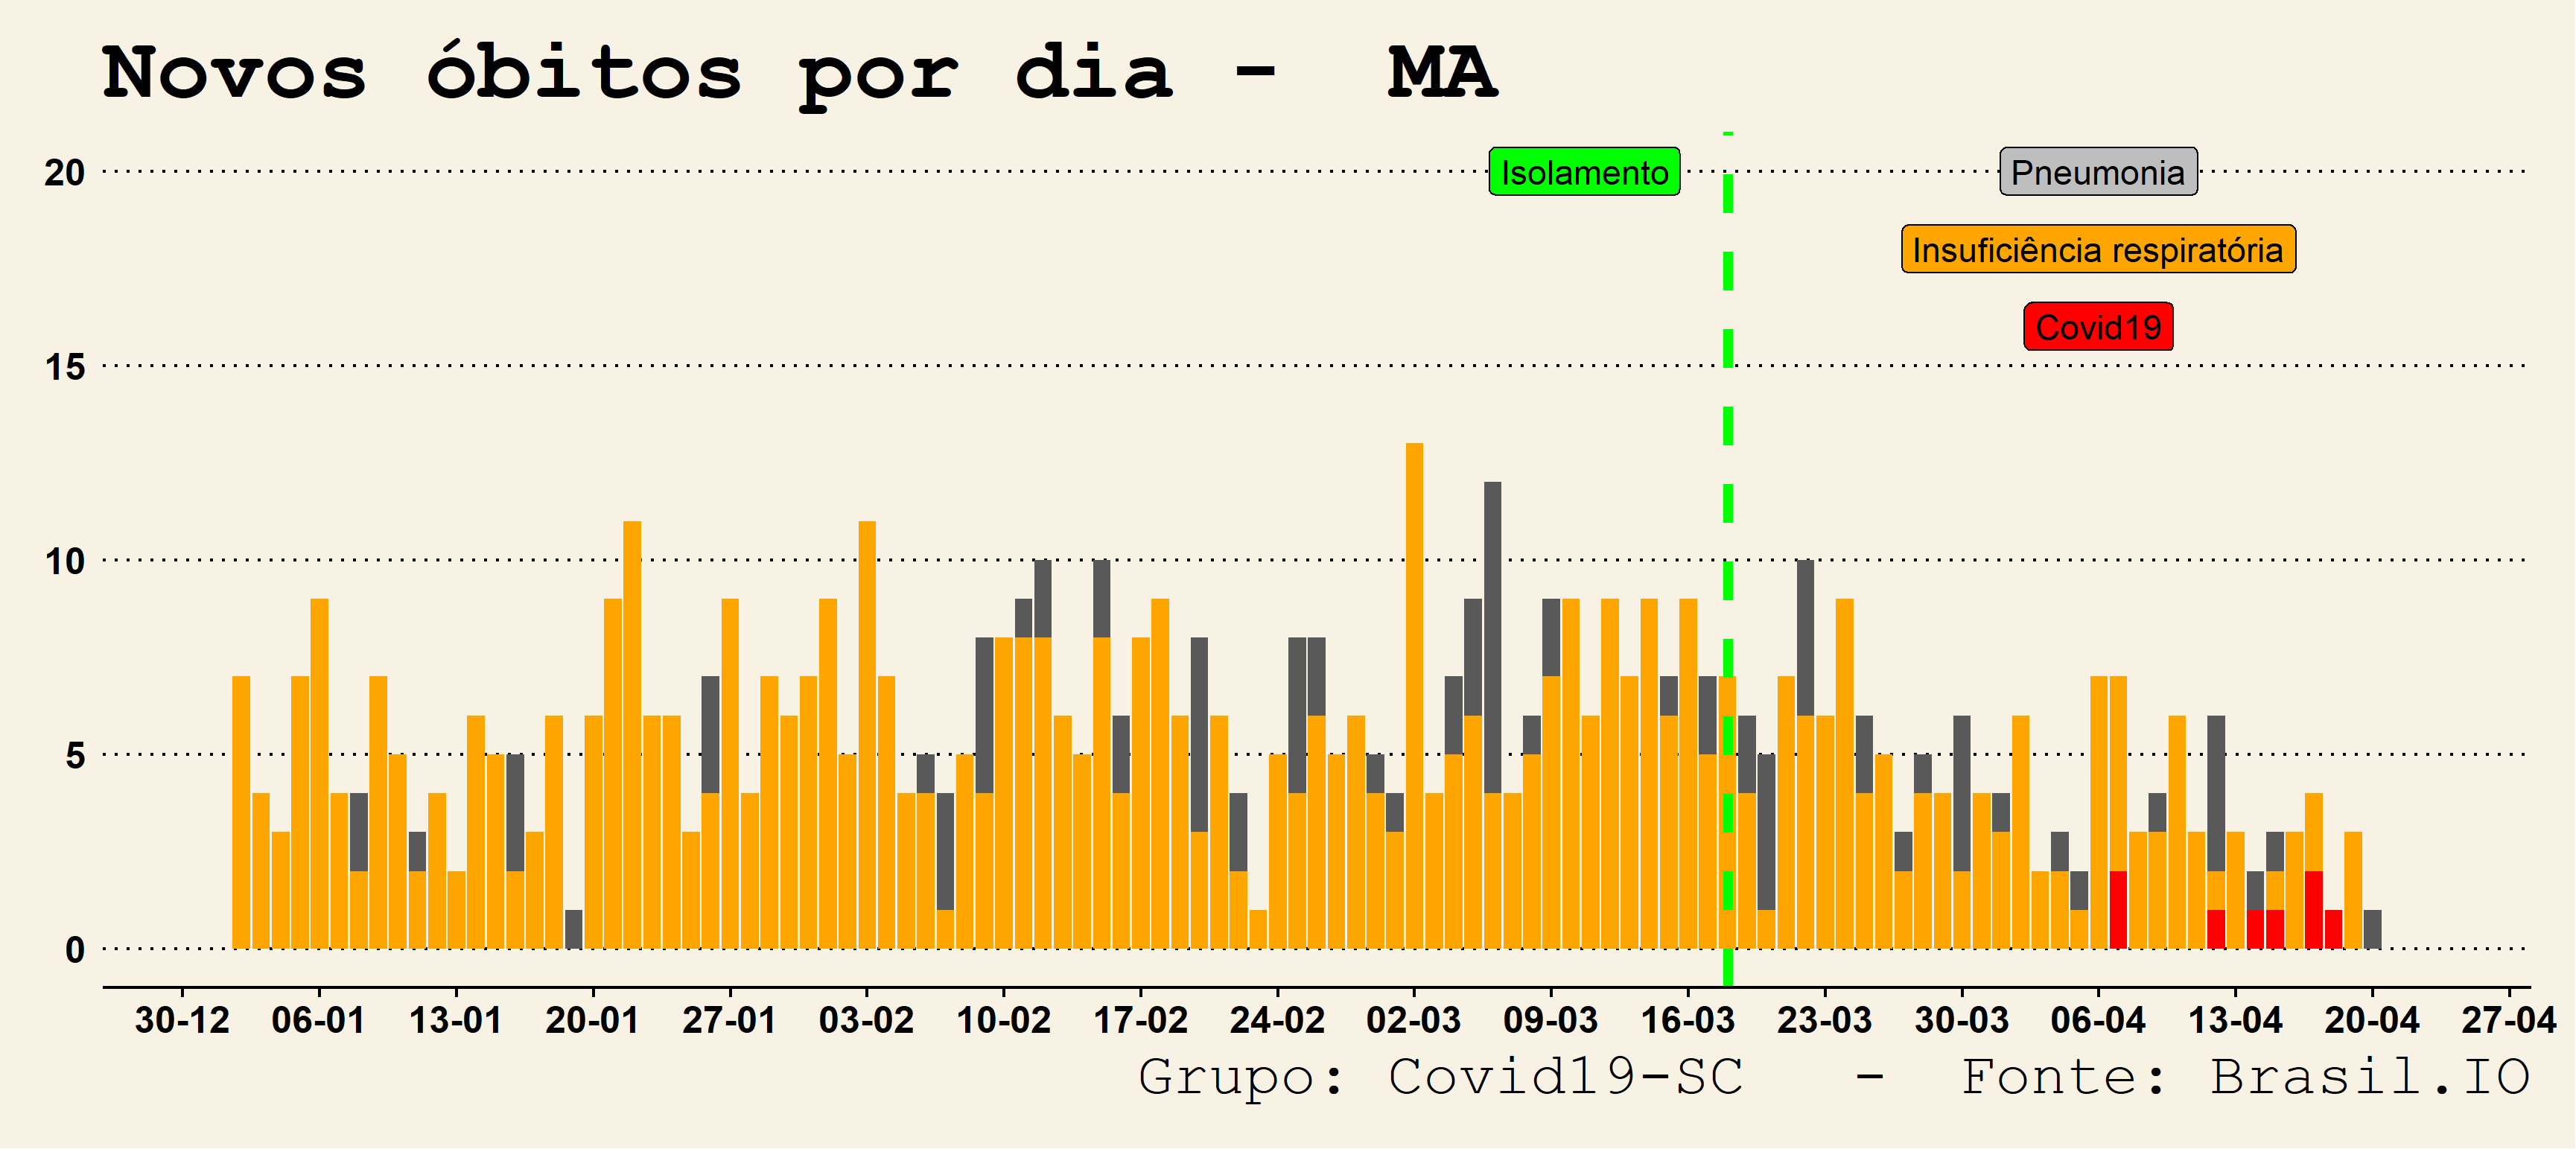 Novos óbitos por dia - MA
20
Isolamento
Pneumonia
Insuficiência respiratória
Covid19
15
10
5
0
30-12 06-01 13-01 20-01 27-01 03-02 10-02 17-02 24-02 02-03 09-03 16-03 23-03 30-03 06-04 13-04 20-04 27-04
Grupo: Covid19-SC - Fonte: Brasil.IO